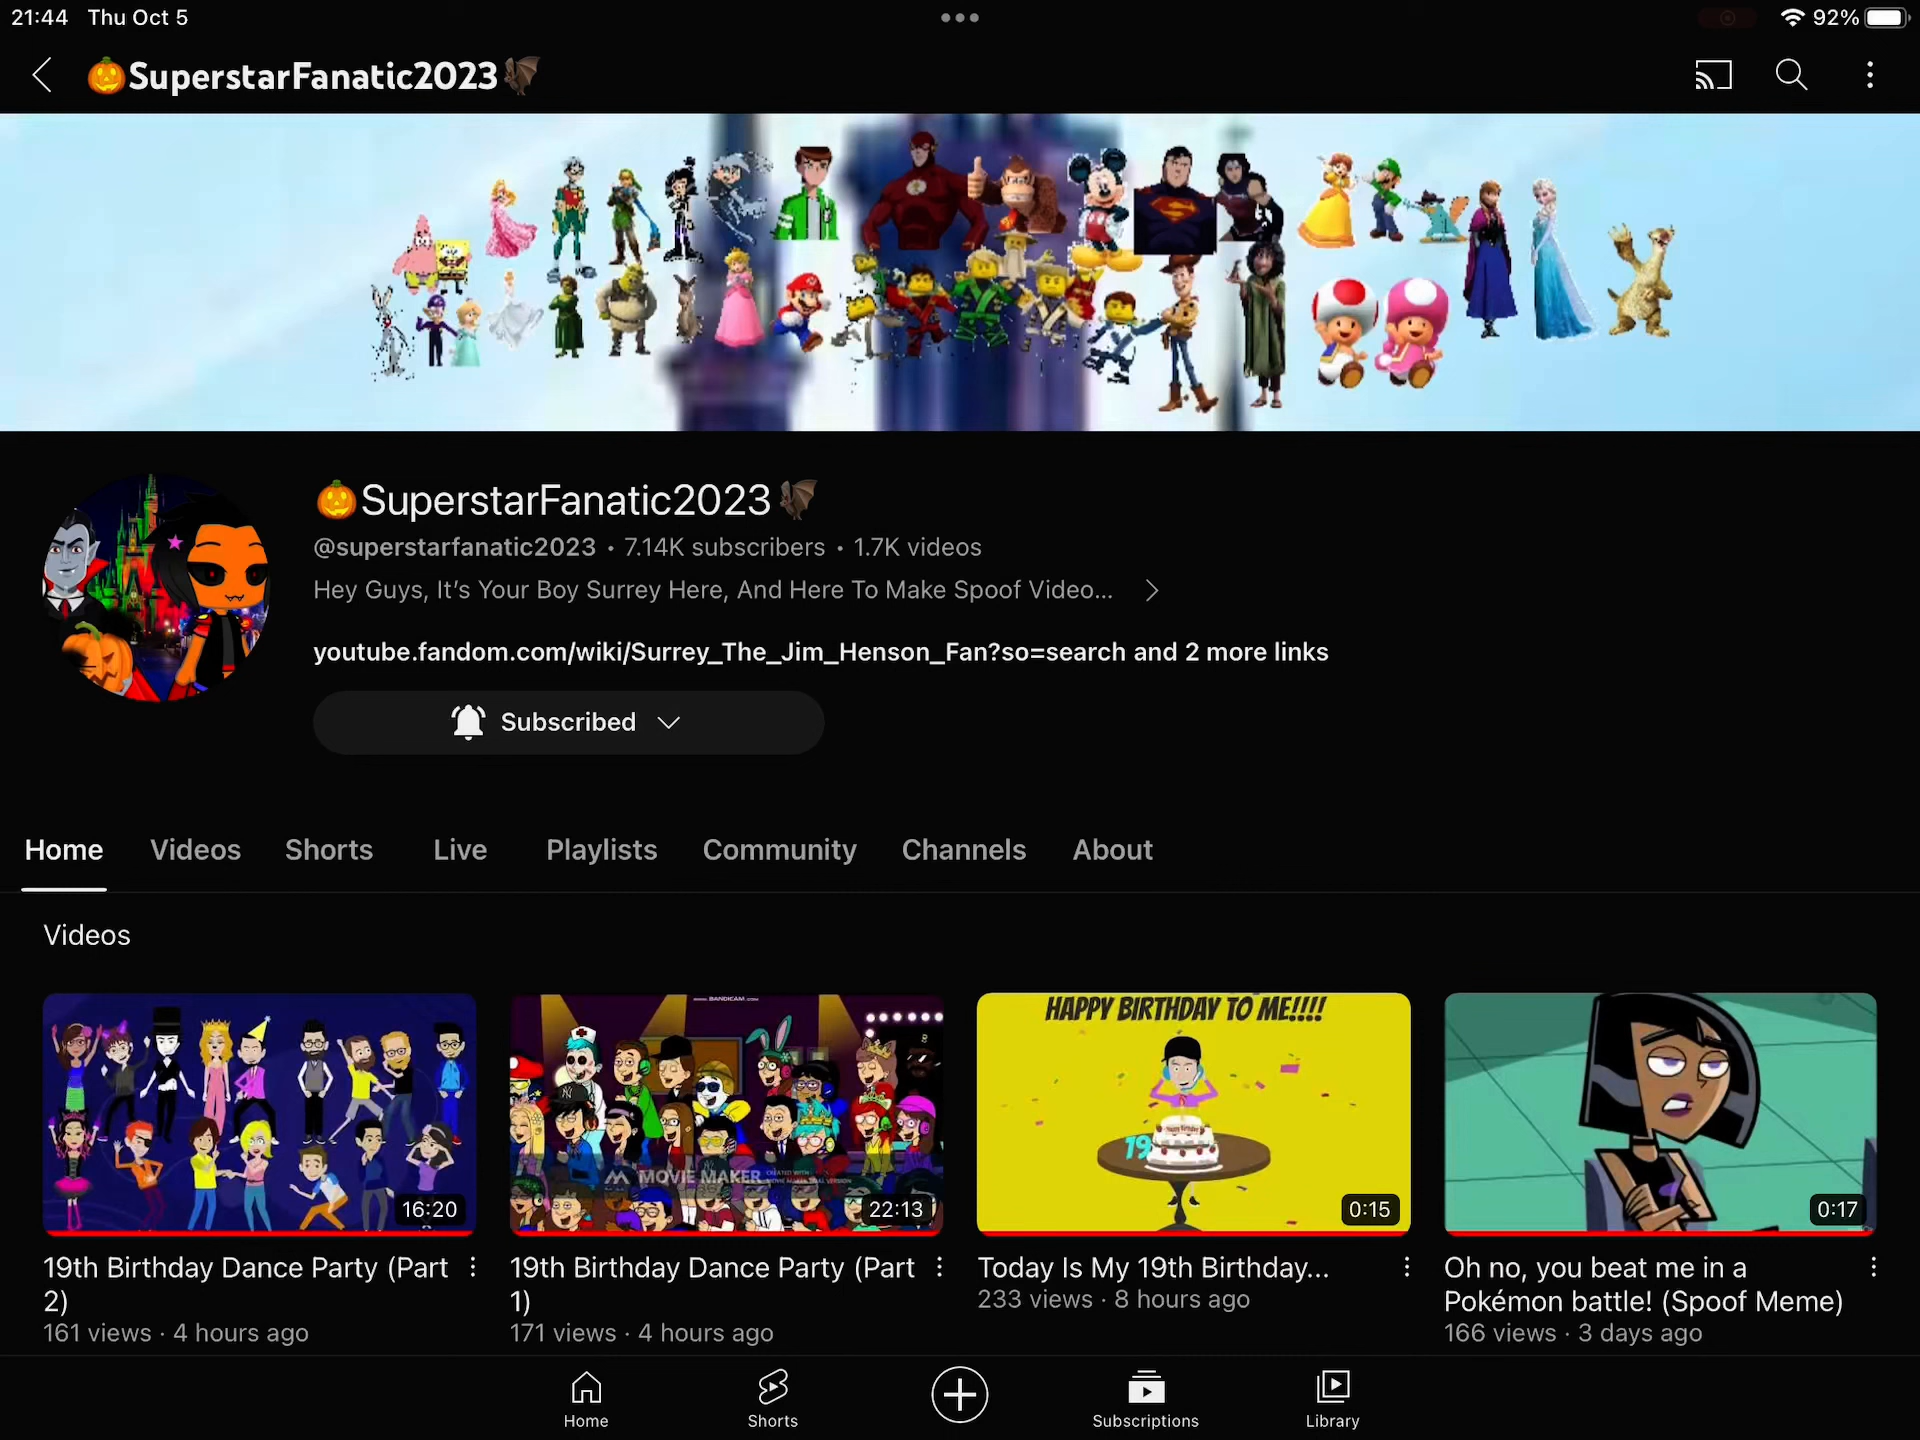 21:44 Thu Oct 5
92%
🎃SuperstarFanatic2023🦇
🎃SuperstarFanatic2023🦇
@superstarfanatic2023 • 7.14K subscribers • 1.7K videos
Hey Guys, It’s Your Boy Surrey Here, And Here To Make Spoof Video...
youtube.fandom.com/wiki/Surrey_The_Jim_Henson_Fan?so=search and 2 more links
Subscribed
Home Videos Shorts Live Playlists Community Channels About
Videos
16:20
www.BANDICAM.com
MOVIE MAKER
22:13
HAPPY BIRTHDAY TO ME!!!!
19
0:15
0:17
19th Birthday Dance Party (Part
2)
161 views · 4 hours ago
19th Birthday Dance Party (Part
1)
171 views · 4 hours ago
Today Is My 19th Birthday...
233 views · 8 hours ago
Oh no, you beat me in a
Pokémon battle! (Spoof Meme)
166 views · 3 days ago
Home
Shorts
Subscriptions
Library